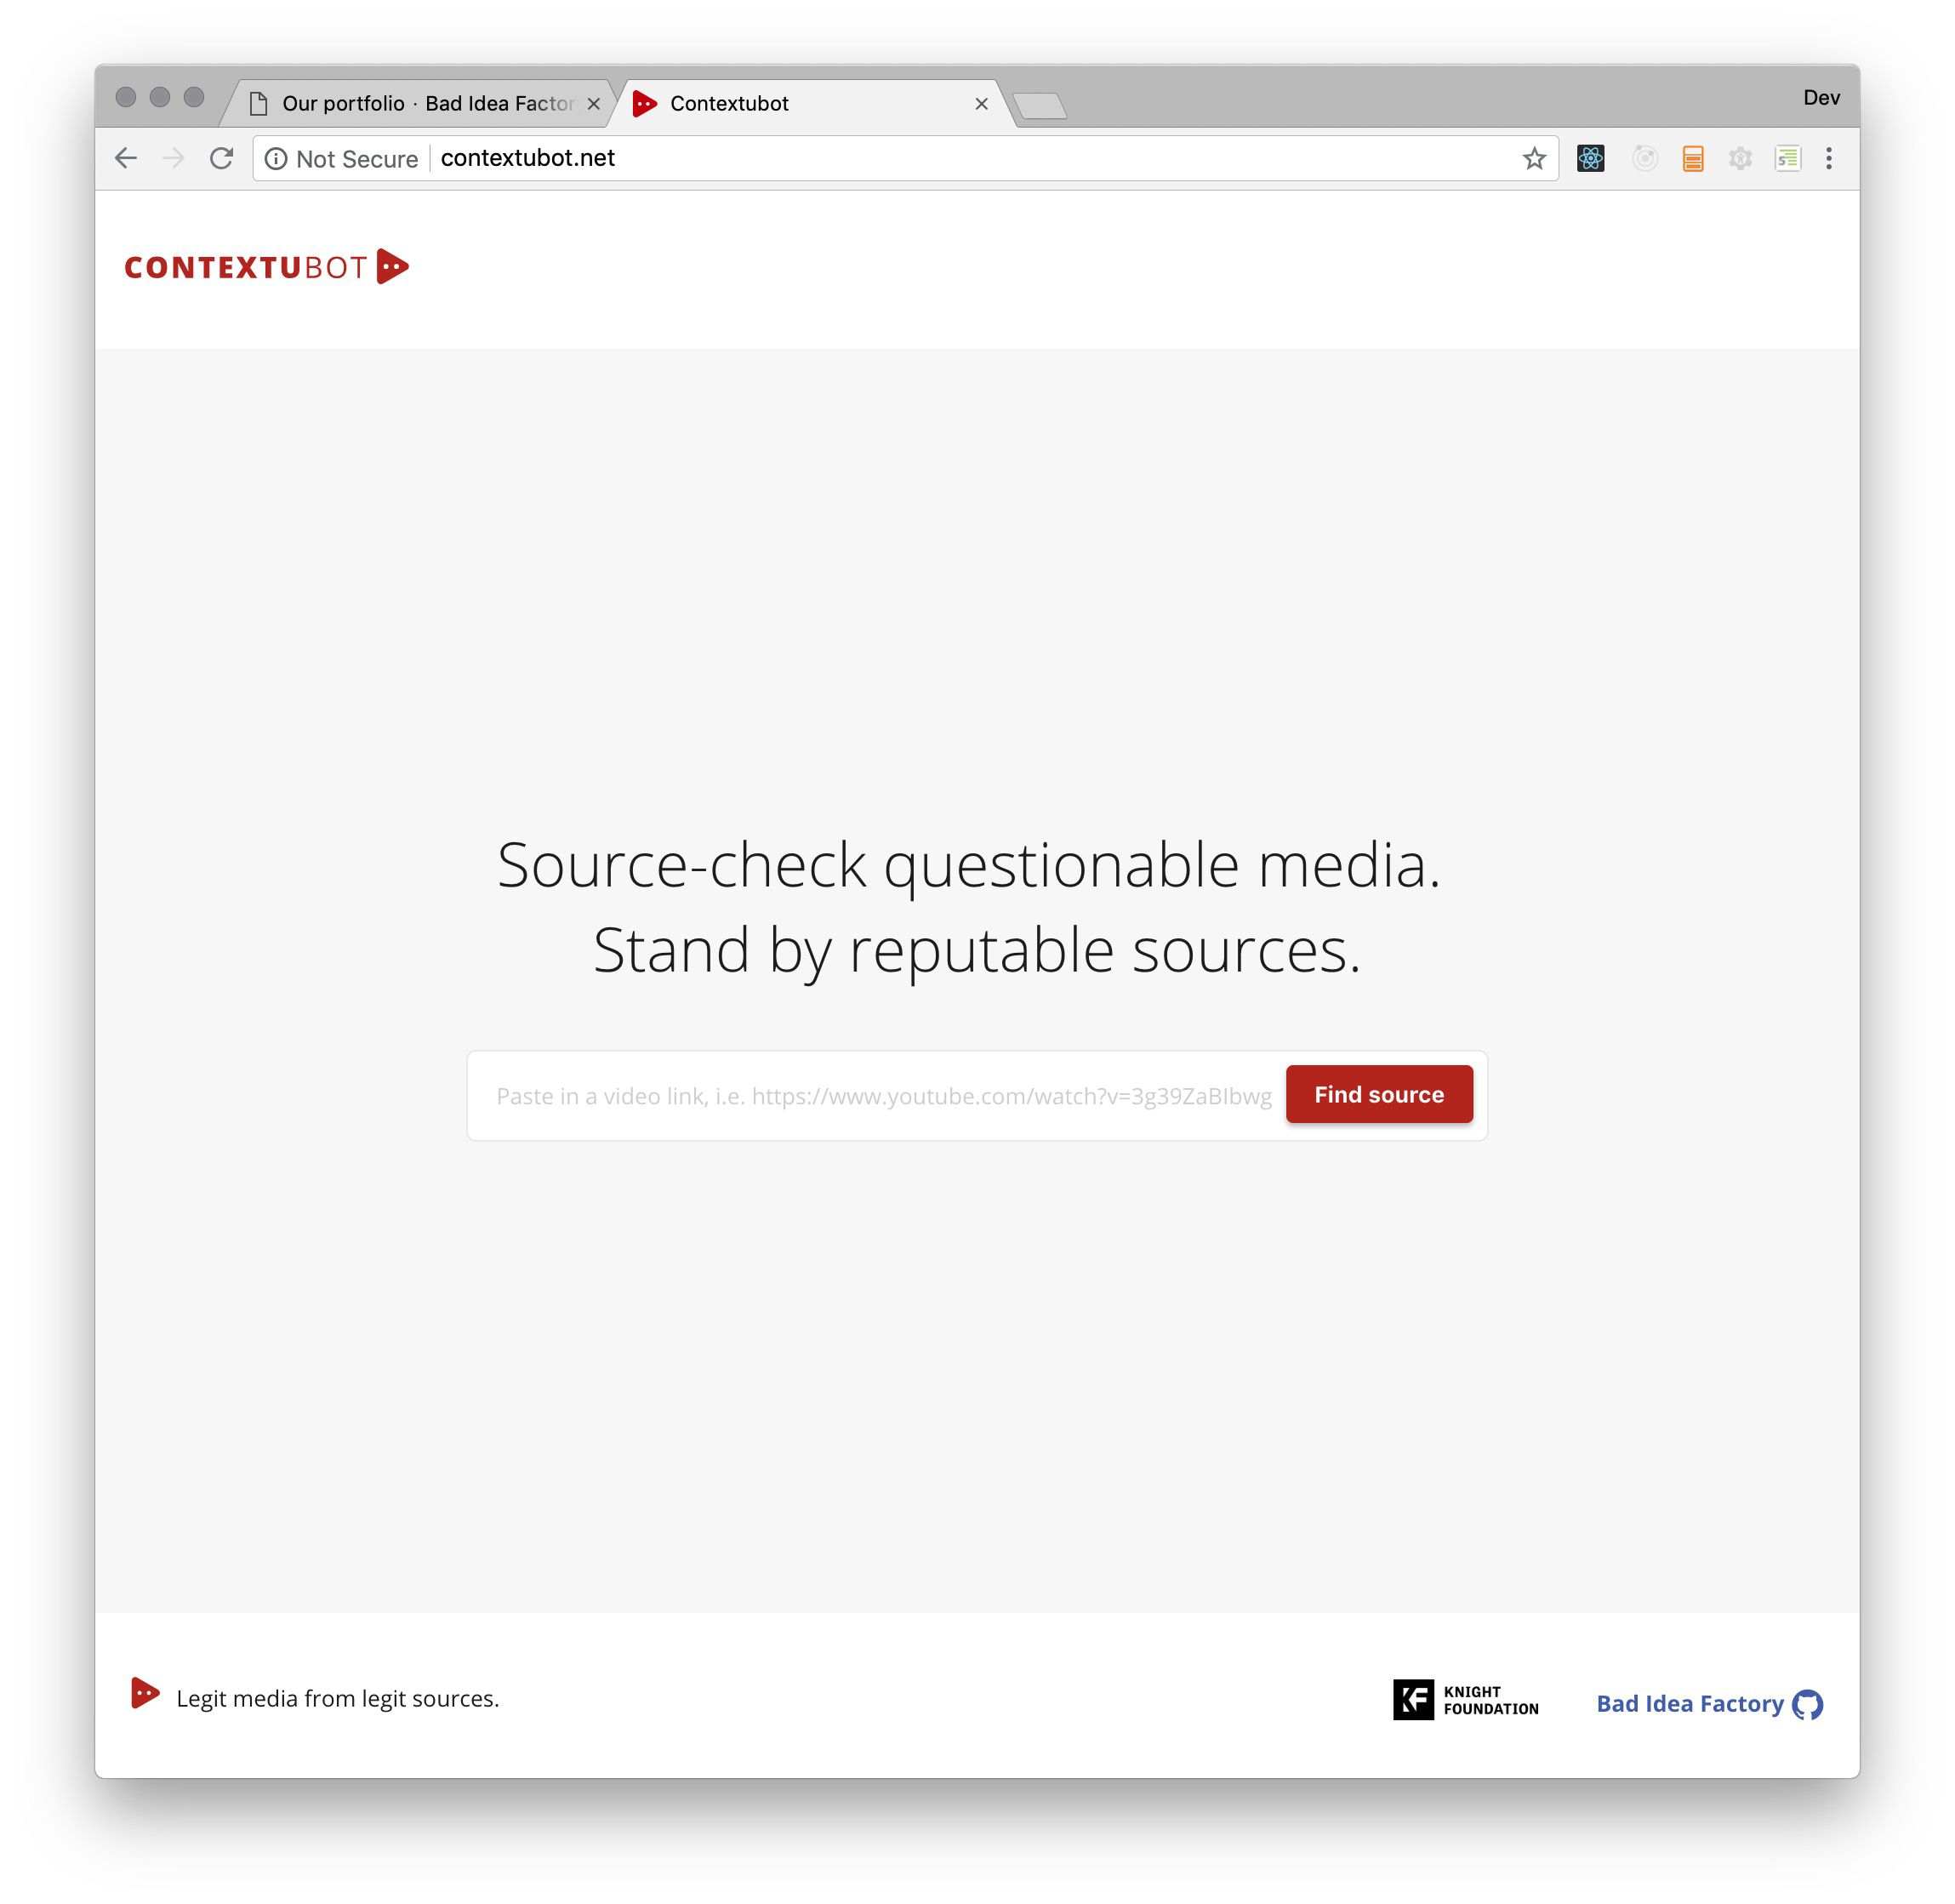 Our portfolio · Bad Idea Factor
Contextubot
Dev
Not Secure
contextubot.net
5
CONTEXTUBOT
Source-check questionable media.
Stand by reputable sources.
Paste in a video link, i.e. https://www.youtube.com/watch?v=3g39ZaBIbwg
Find source
Legit media from legit sources.
KF
KNIGHT
FOUNDATION
Bad Idea Factory